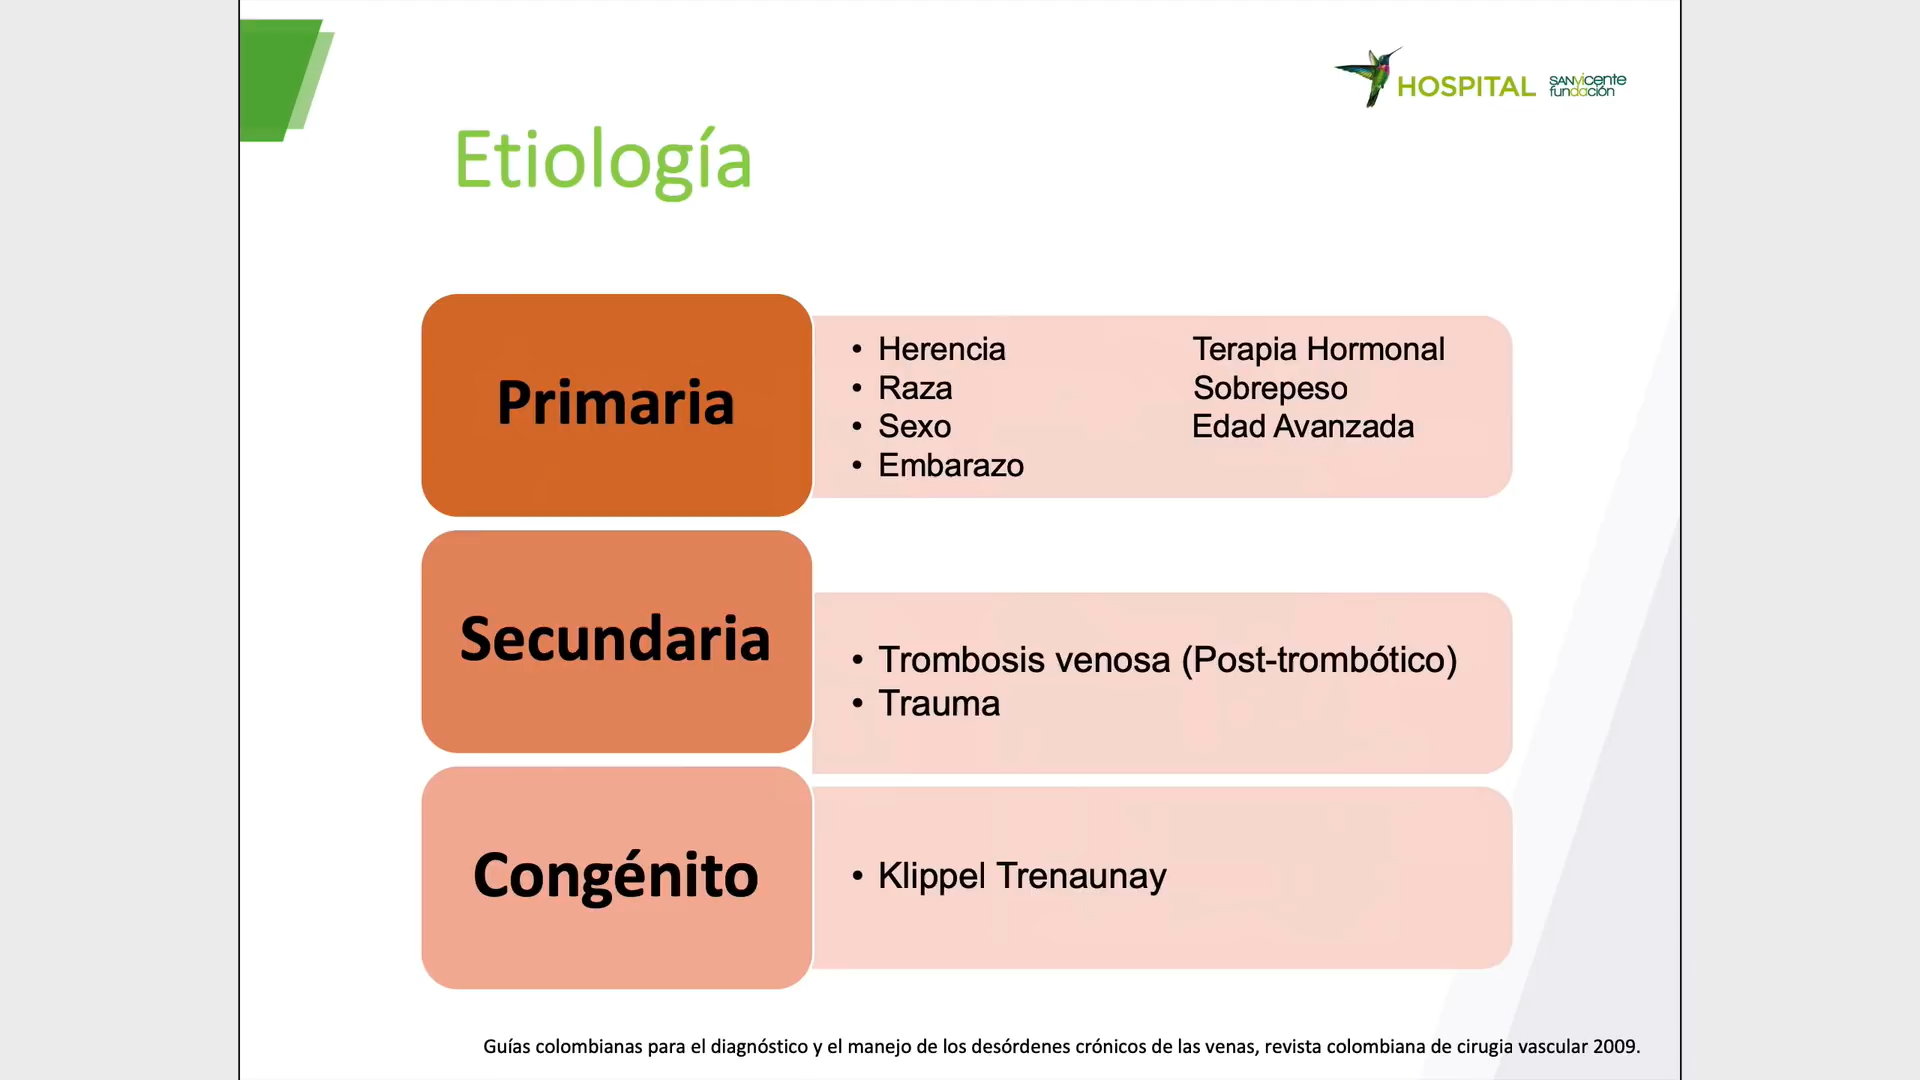 HOSPITAL
SANVicente
fundación
Etiología
Primaria
• Herencia Terapia Hormonal
• Raza Sobrepeso
• Sexo Edad Avanzada
• Embarazo
Secundaria
• Trombosis venosa (Post-trombótico)
• Trauma
Congénito
• Klippel Trenaunay
Guías colombianas para el diagnóstico y el manejo de los desórdenes crónicos de las venas, revista colombiana de cirugia vascular 2009.